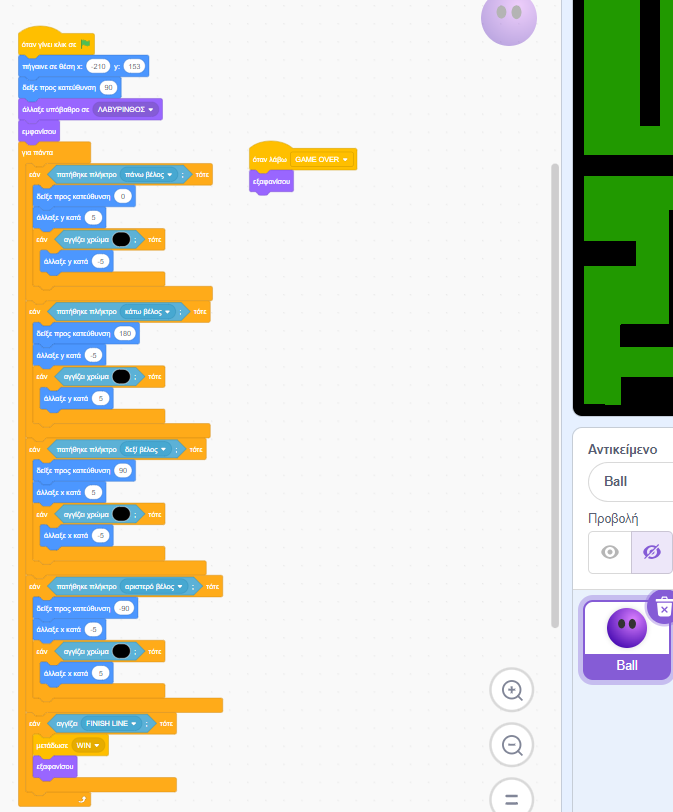 όταν γίνει κλικ σε
πήγαινε σε θέση x: -210 y: 153
δείξε προς κατεύθυνση 90
άλλαξε υπόβαθρο σε ΛΑΒΥΡΙΝΘΟΣ
εμφανίσου
για πάντα
εάν πατήθηκε πλήκτρο πάνω βέλος ; τότε
δείξε προς κατεύθυνση 0
άλλαξε y κατά 5
εάν αγγίζει χρώμα ; τότε
άλλαξε y κατά -5
εάν πατήθηκε πλήκτρο κάτω βέλος ; τότε
δείξε προς κατεύθυνση 180
άλλαξε y κατά -5
εάν αγγίζει χρώμα ; τότε
άλλαξε y κατά 5
εάν πατήθηκε πλήκτρο δεξί βέλος ; τότε
δείξε προς κατεύθυνση 90
άλλαξε x κατά 5
εάν αγγίζει χρώμα ; τότε
άλλαξε x κατά -5
εάν πατήθηκε πλήκτρο αριστερό βέλος ; τότε
δείξε προς κατεύθυνση -90
άλλαξε x κατά -5
εάν αγγίζει χρώμα ; τότε
άλλαξε x κατά 5
εάν αγγίζει FINISH LINE ; τότε
μετάδωσε WIN
εξαφανίσου
όταν λάβω GAME OVER
εξαφανίσου
Αντικείμενο
Ball
Προβολή
Ball